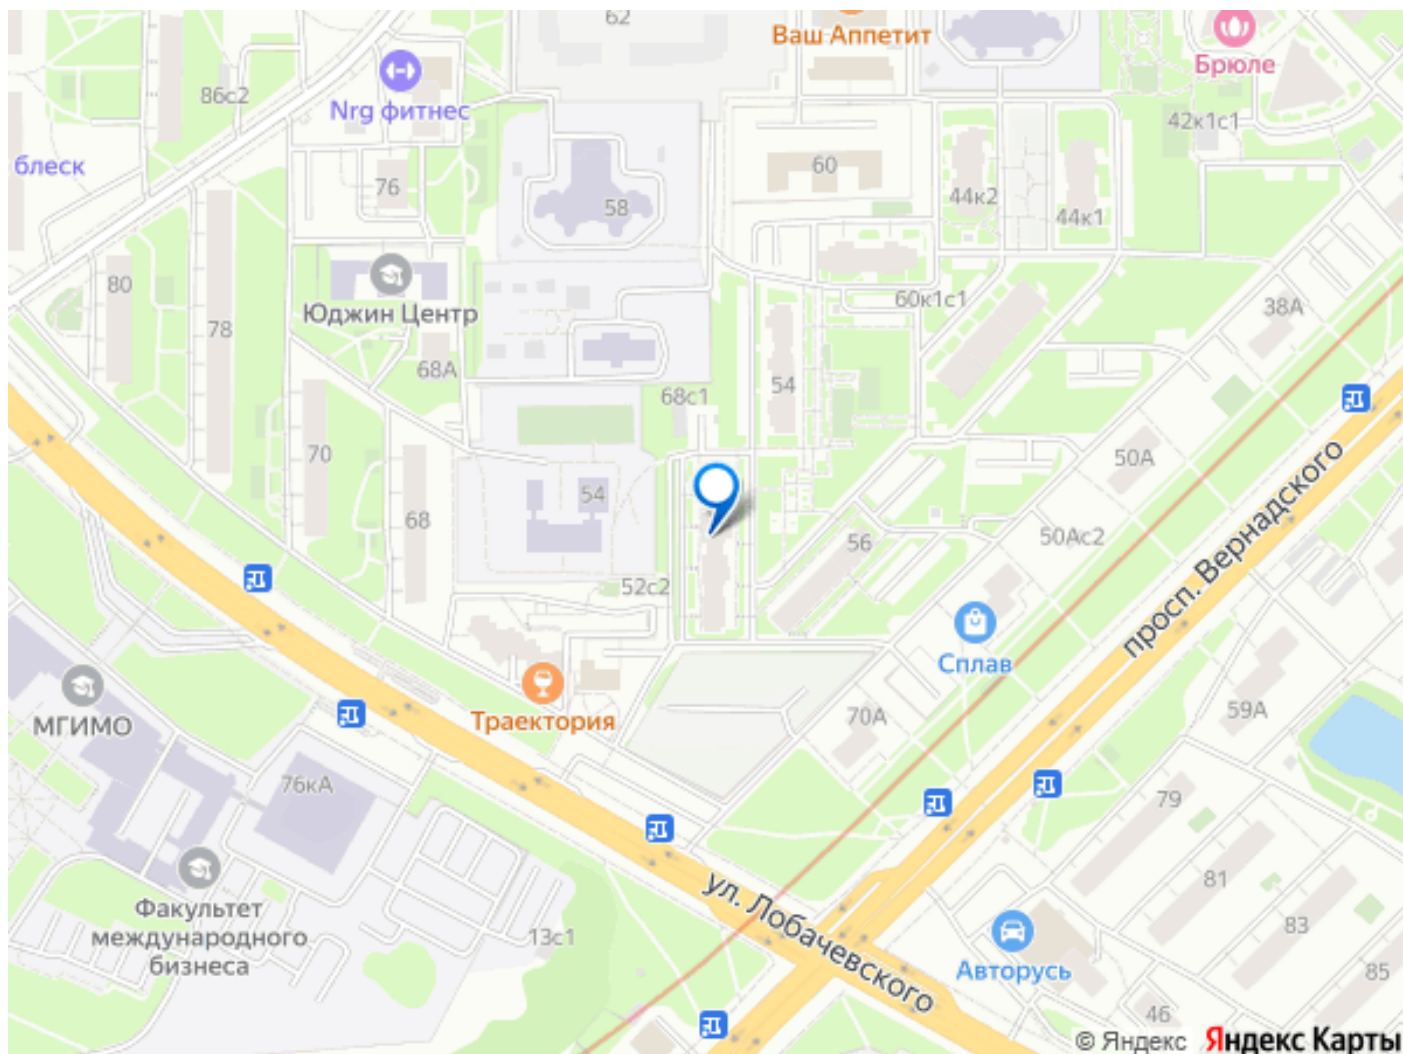 62
Ваш Аппетит
Брюле
86с2
Nrg фитнес
42к1с1
блеск
60
76
44к2
58
44к1
80
60к1с1
38А
Юджин Центр
78
68А
54
68с1
70
50А
54
68
50Ас2
56
просп. Вернадского
52с2
Сплав
МГИМО
Траектория
70А
59А
76кА
79
ул. Лобачевского
81
Факультет
международного
бизнеса
13с1
83
Авторусь
85
46
© Яндекс
Яндекс Карты